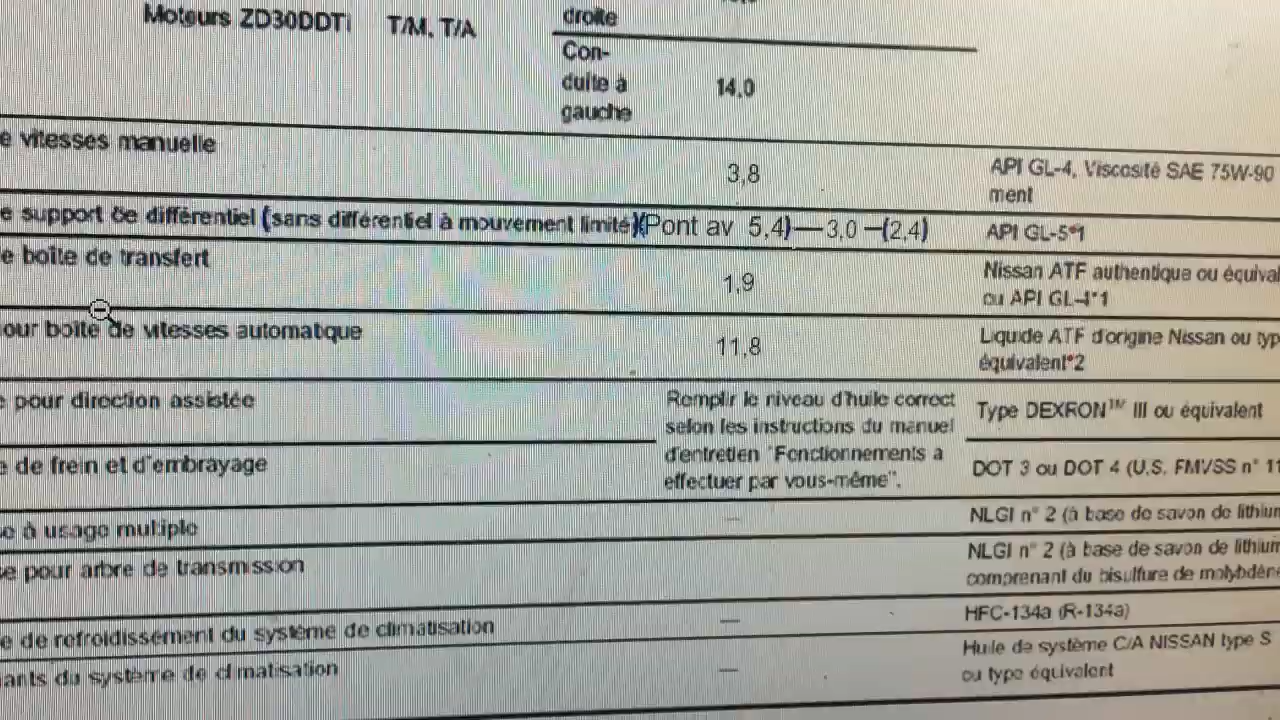 Moteurs ZD30DDTi T/M, T/A
droite
Con-
duite à
gauche
14,0
e vitesses manuelle
3,8
API GL-4, Viscosité SAE 75W-90
ment
e support de différentiel (sans différentiel à mouvement limité)(Pont av 5,4)—3,0 —(2,4)
API GL-5*1
e boîte de transfert
1,9
Nissan ATF authentique ou équival
ou API GL-4*1
our boîte de vitesses automatque
11,8
Liquide ATF d'origine Nissan ou typ
équivalent*2
e pour direction assistée
Remplir le niveau d'huile correct
selon les instructions du manuel
d'entretien "Fonctionnements a
effectuer par vous-même".
Type DEXRON™ III ou équivalent
e de frein et d'embrayage
DOT 3 ou DOT 4 (U.S. FMVSS n° 11
e à usage multiple
—
NLGI n° 2 (à base de savon de lithium
e pour arbre de transmission
NLGI n° 2 (à base de savon de lithium
comprenant du bisulfure de molybdène
e de refroidissement du système de climatisation
—
HFC-134a (R-134a)
ants du système de climatisation
—
Huile de système C/A NISSAN type S
ou type équivalent